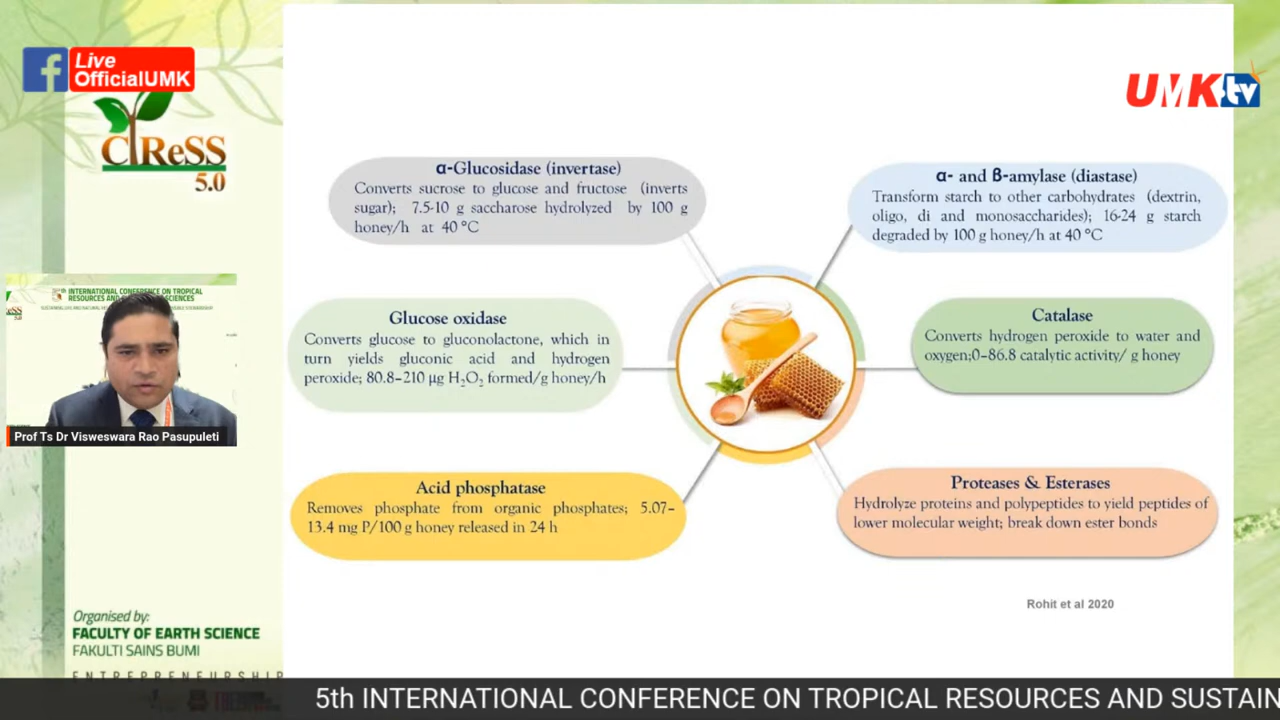 Live
OfficialUMK
UMK tv
CIReSS
5.0
α-Glucosidase (invertase)
Converts sucrose to glucose and fructose (inverts
sugar); 7.5-10 g saccharose hydrolyzed by 100 g
honey/h at 40 °C
α- and β-amylase (diastase)
Transform starch to other carbohydrates (dextrin,
oligo, di and monosaccharides); 16-24 g starch
degraded by 100 g honey/h at 40 °C
INTERNATIONAL CONFERENCE ON TROPICAL
RESOURCES AND SCIENCES
Prof Ts Dr Visweswara Rao Pasupuleti
Glucose oxidase
Converts glucose to gluconolactone, which in
turn yields gluconic acid and hydrogen
peroxide; 80.8–210 µg H₂O₂ formed/g honey/h
Catalase
Converts hydrogen peroxide to water and
oxygen;0–86.8 catalytic activity/ g honey
Acid phosphatase
Removes phosphate from organic phosphates; 5.07–
13.4 mg P/100 g honey released in 24 h
Proteases & Esterases
Hydrolyze proteins and polypeptides to yield peptides of
lower molecular weight; break down ester bonds
Rohit et al 2020
Organised by:
FACULTY OF EARTH SCIENCE
FAKULTI SAINS BUMI
ENTREPRENEURSHIP
5th INTERNATIONAL CONFERENCE ON TROPICAL RESOURCES AND SUSTAIN